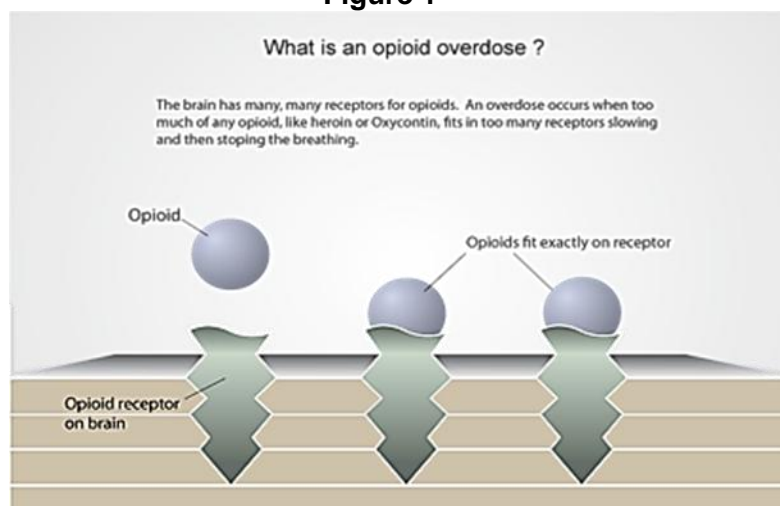 Figure 1
What is an opioid overdose ?
The brain has many, many receptors for opioids. An overdose occurs when too
much of any opioid, like heroin or Oxycontin, fits in too many receptors slowing
and then stoping the breathing.
Opioid
Opioids fit exactly on receptor
Opioid receptor
on brain